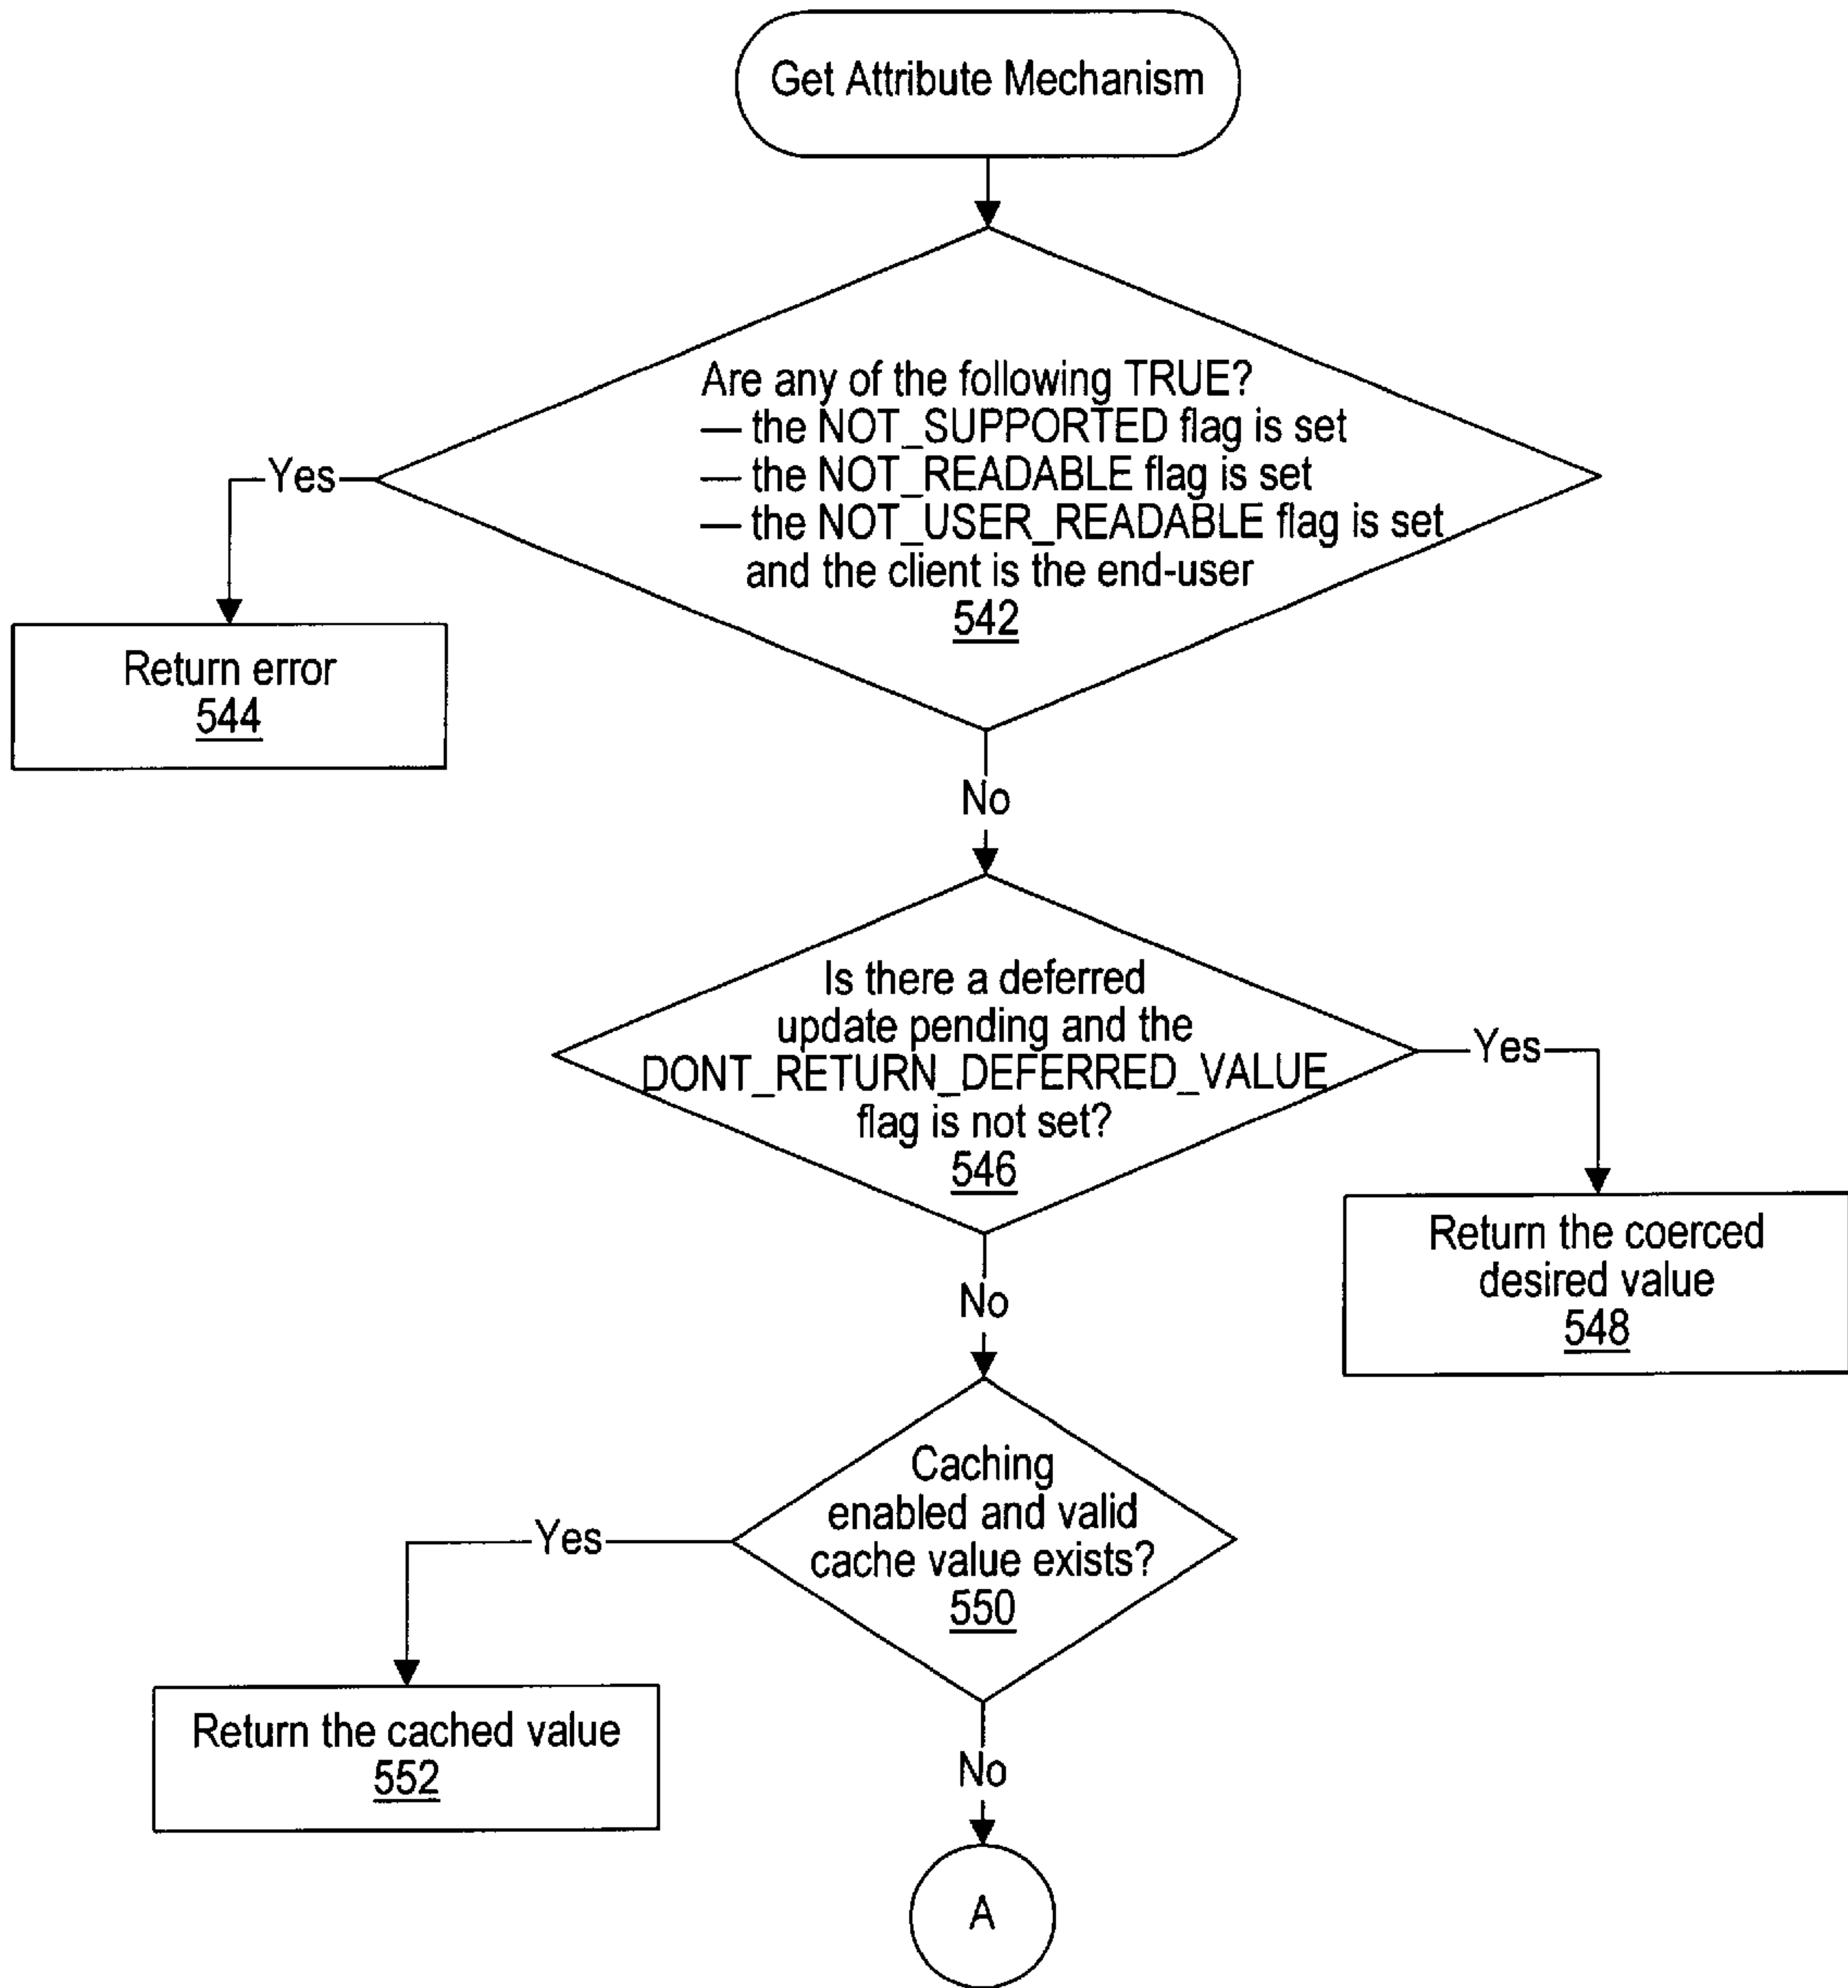 Get Attribute Mechanism
Are any of the following TRUE?
— the NOT_SUPPORTED flag is set
— the NOT_READABLE flag is set
— the NOT_USER_READABLE flag is set
and the client is the end-user
542
Yes
Return error
544
No
Is there a deferred
update pending and the
DONT_RETURN_DEFERRED_VALUE
flag is not set?
546
Yes
Return the coerced
desired value
548
No
Caching
enabled and valid
cache value exists?
550
Yes
Return the cached value
552
No
A